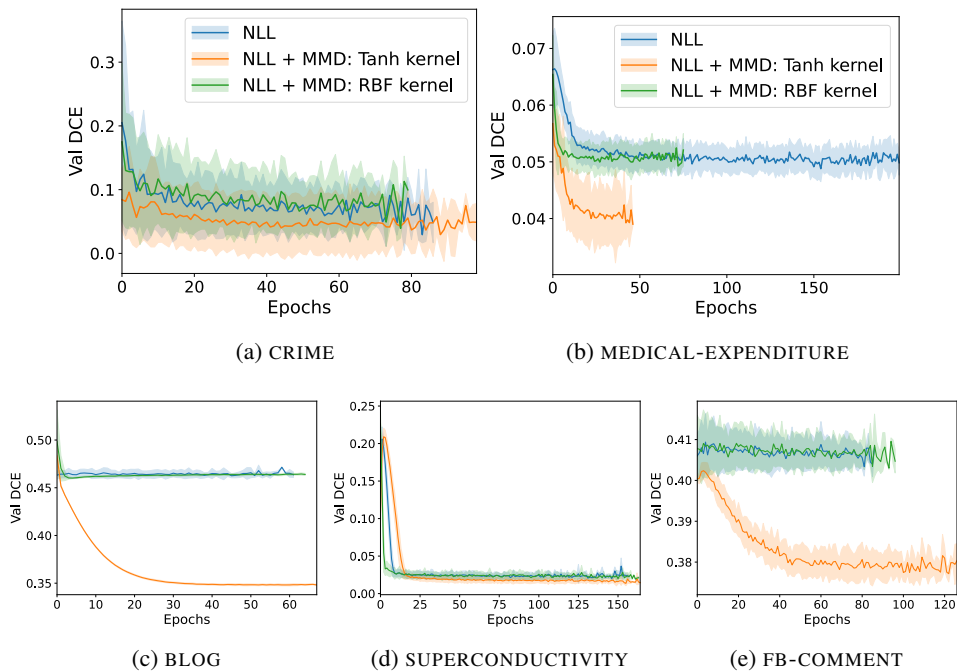 NLL
NLL + MMD: Tanh kernel
NLL + MMD: RBF kernel
Val DCE
0.3
0.2
0.1
0.0
0 20 40 60 80
Epochs
(a) CRIME
NLL
NLL + MMD: Tanh kernel
NLL + MMD: RBF kernel
Val DCE
0.07
0.06
0.05
0.04
0 50 100 150
Epochs
(b) MEDICAL-EXPENDITURE
Val DCE
0.50
0.45
0.40
0.35
0 10 20 30 40 50 60
Epochs
(c) BLOG
Val DCE
0.25
0.20
0.15
0.10
0.05
0.00
0 25 50 75 100 125 150
Epochs
(d) SUPERCONDUCTIVITY
Val DCE
0.41
0.40
0.39
0.38
0 20 40 60 80 100 120
Epochs
(e) FB-COMMENT